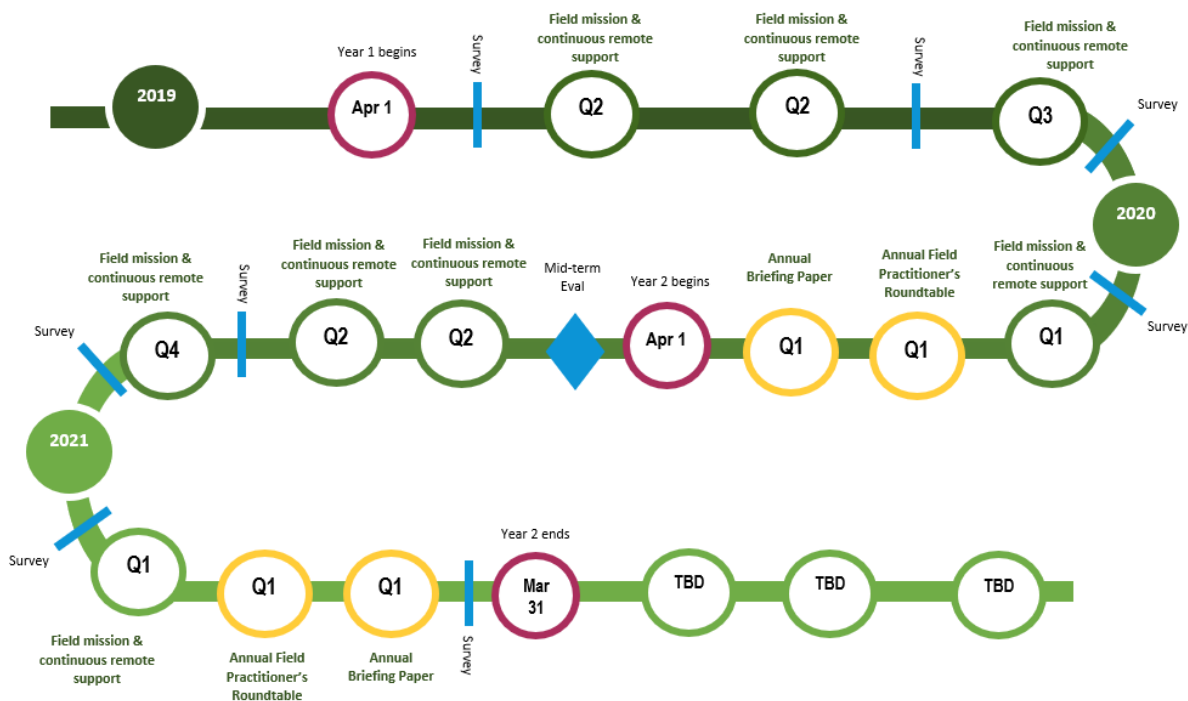 2019
Year 1 begins
Apr 1
Survey
Field mission &
continuous remote
support
Q2
Field mission &
continuous remote
support
Q2
Survey
Field mission &
continuous remote
support
Q3
Survey
2020
Survey
Field mission &
continuous
remote support
Q1
Annual Field
Practitioner's
Roundtable
Q1
Annual
Briefing Paper
Q1
Year 2 begins
Apr 1
Mid-term
Eval
Field mission &
continuous remote
support
Q2
Field mission &
continuous remote
support
Q2
Survey
Field mission &
continuous remote
support
Q4
Survey
2021
Survey
Q1
Field mission &
continuous remote
support
Q1
Annual Field
Practitioner's
Roundtable
Q1
Annual
Briefing Paper
Survey
Year 2 ends
Mar
31
TBD
TBD
TBD